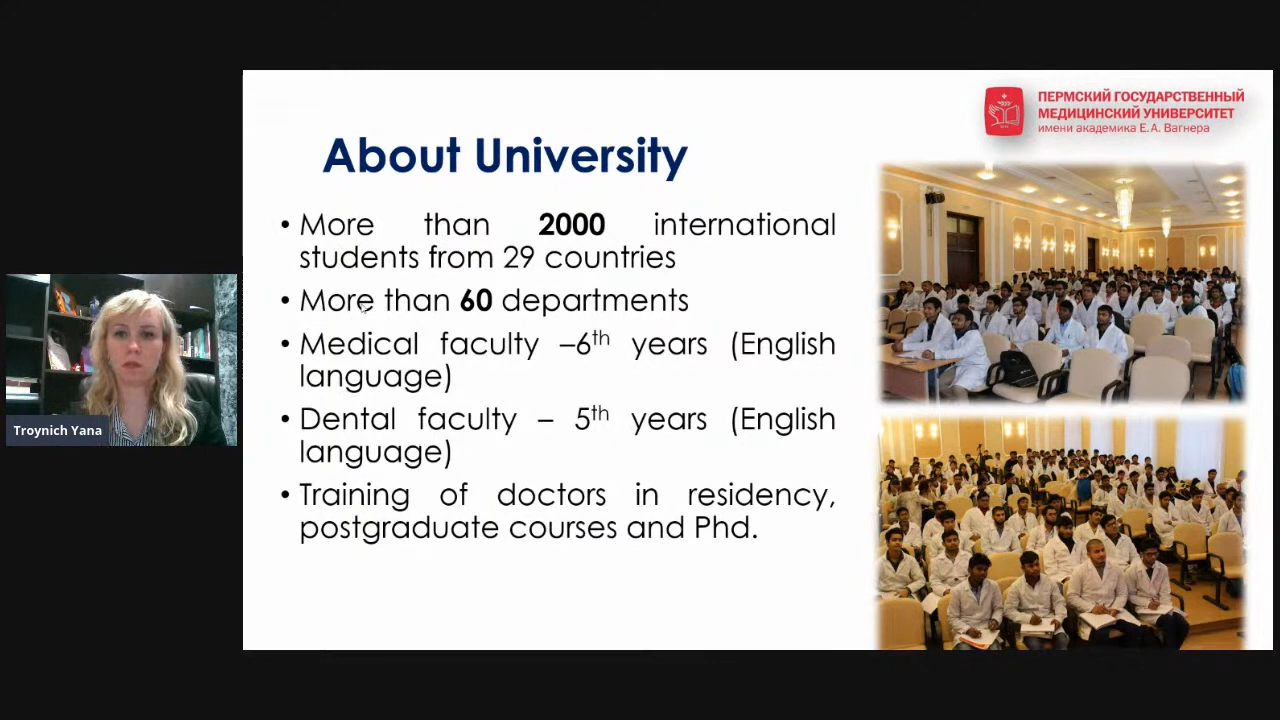 ПЕРМСКИЙ ГОСУДАРСТВЕННЫЙ
МЕДИЦИНСКИЙ УНИВЕРСИТЕТ
имени академика Е.А. Вагнера
About University
• More than 2000 international
students from 29 countries
• More than 60 departments
• Medical faculty –6th years (English
language)
• Dental faculty – 5th years (English
language)
• Training of doctors in residency,
postgraduate courses and Phd.
Troynich Yana